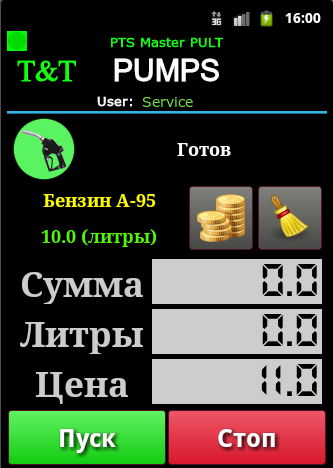 3G 16:00
PTS Master PULT
T&T PUMPS
User: Service
Готов
Бензин А-95
10.0 (литры)
Сумма 0.0
Литры 0.0
Цена 11.0
Пуск Стоп